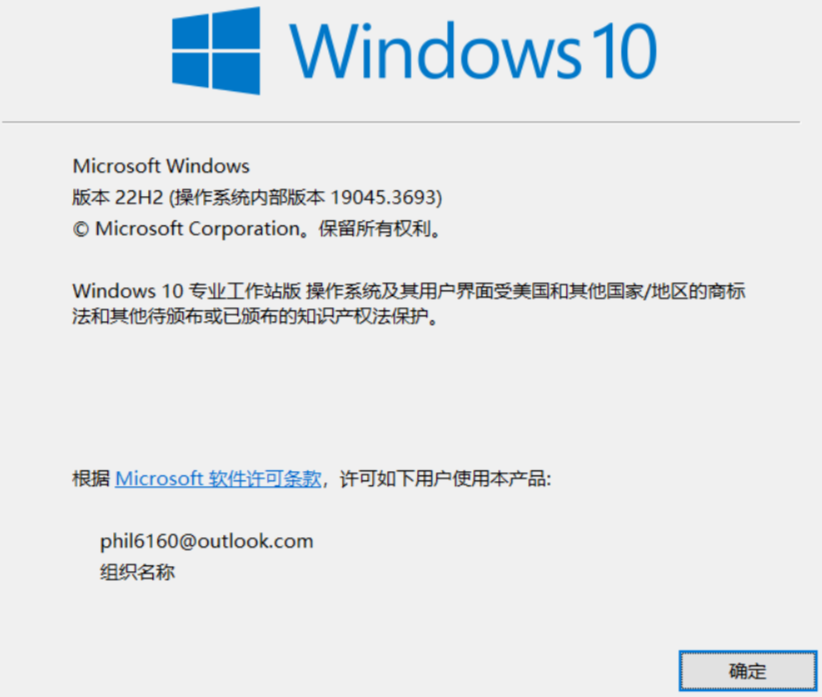 Windows 10
Microsoft Windows
版本 22H2 (操作系统内部版本 19045.3693)
© Microsoft Corporation。保留所有权利。
Windows 10 专业工作站版 操作系统及其用户界面受美国和其他国家/地区的商标
法和其他待颁布或已颁布的知识产权法保护。
根据 Microsoft 软件许可条款，许可如下用户使用本产品:
phil6160@outlook.com
组织名称
确定